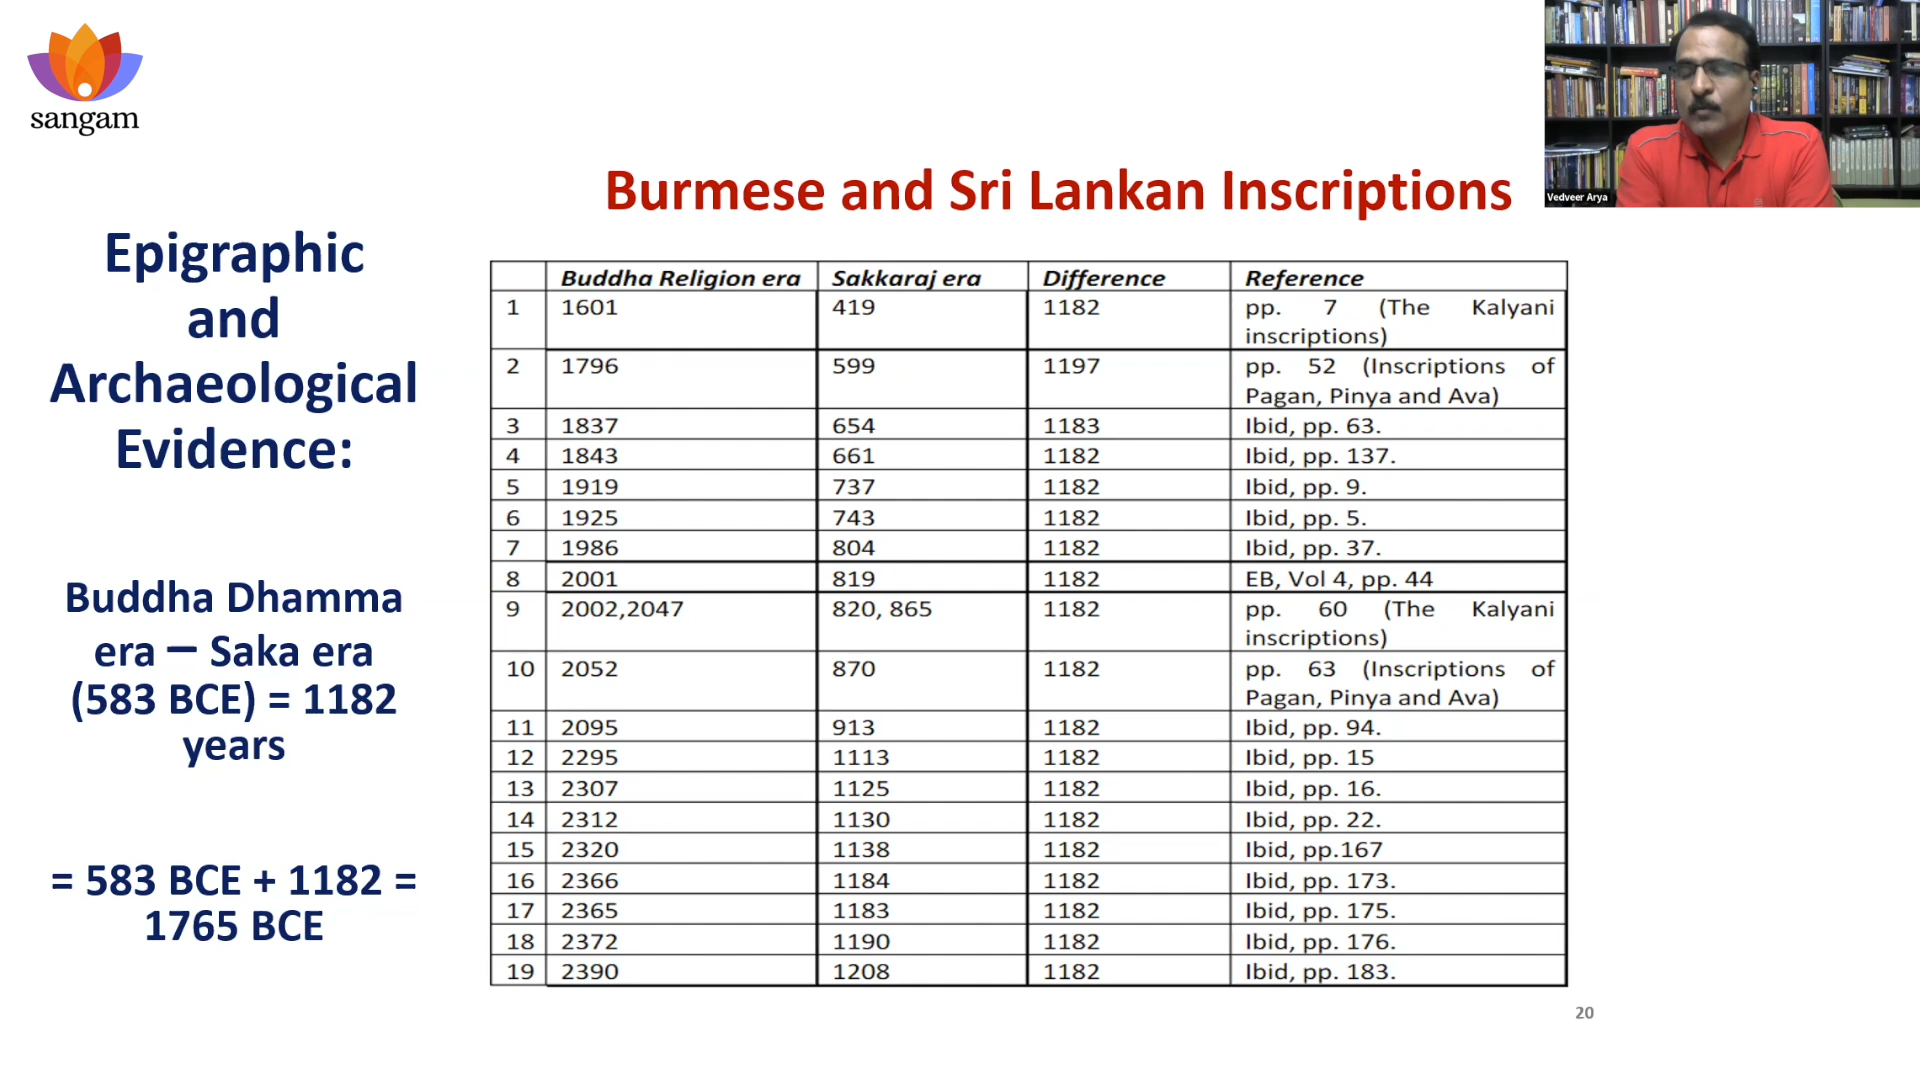 sangam
Vedveer Arya
Burmese and Sri Lankan Inscriptions
Epigraphic
and
Archaeological
Evidence:
Buddha Dhamma
era – Saka era
(583 BCE) = 1182
years
= 583 BCE + 1182 =
1765 BCE
Buddha Religion era Sakkaraj era Difference Reference
1 1601 419 1182 pp. 7 (The Kalyani
inscriptions)
2 1796 599 1197 pp. 52 (Inscriptions of
Pagan, Pinya and Ava)
3 1837 654 1183 Ibid, pp. 63.
4 1843 661 1182 Ibid, pp. 137.
5 1919 737 1182 Ibid, pp. 9.
6 1925 743 1182 Ibid, pp. 5.
7 1986 804 1182 Ibid, pp. 37.
8 2001 819 1182 EB, Vol 4, pp. 44
9 2002,2047 820, 865 1182 pp. 60 (The Kalyani
inscriptions)
10 2052 870 1182 pp. 63 (Inscriptions of
Pagan, Pinya and Ava)
11 2095 913 1182 Ibid, pp. 94.
12 2295 1113 1182 Ibid, pp. 15
13 2307 1125 1182 Ibid, pp. 16.
14 2312 1130 1182 Ibid, pp. 22.
15 2320 1138 1182 Ibid, pp.167
16 2366 1184 1182 Ibid, pp. 173.
17 2365 1183 1182 Ibid, pp. 175.
18 2372 1190 1182 Ibid, pp. 176.
19 2390 1208 1182 Ibid, pp. 183.
20